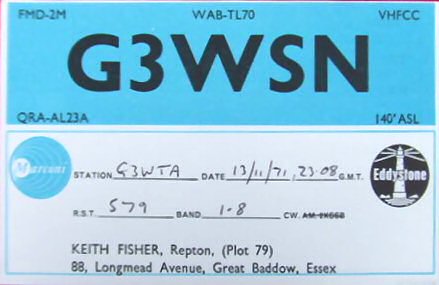 FMD-2M WAB-TL70 VHFCC
G3WSN
QRA-AL23A 140' ASL
Marconi
STATION G3WTA DATE 13/11/71, 23.08 G.M.T.
Eddystone
R.S.T. 579 BAND 1.8 CW. AM
KEITH FISHER, Repton, (Plot 79)
88, Longmead Avenue, Great Baddow, Essex